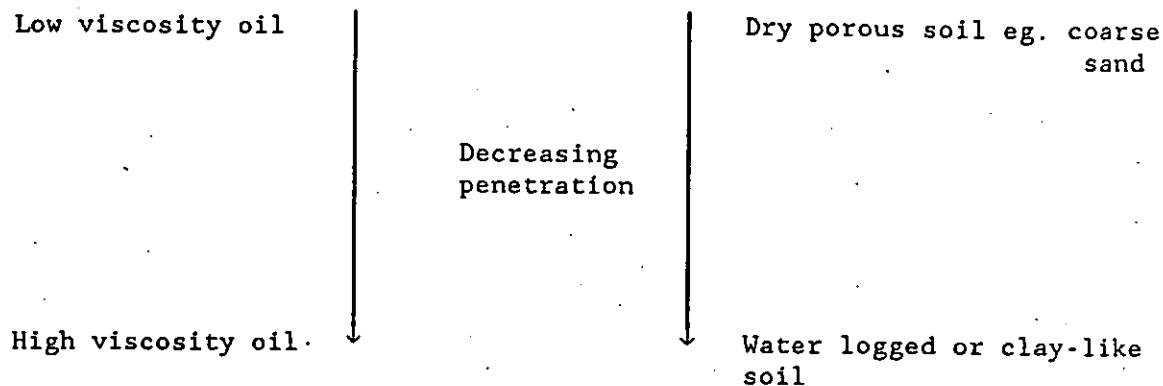 Low viscosity oil
Dry porous soil eg. coarse
sand
Decreasing
penetration
High viscosity oil
Water logged or clay-like
soil